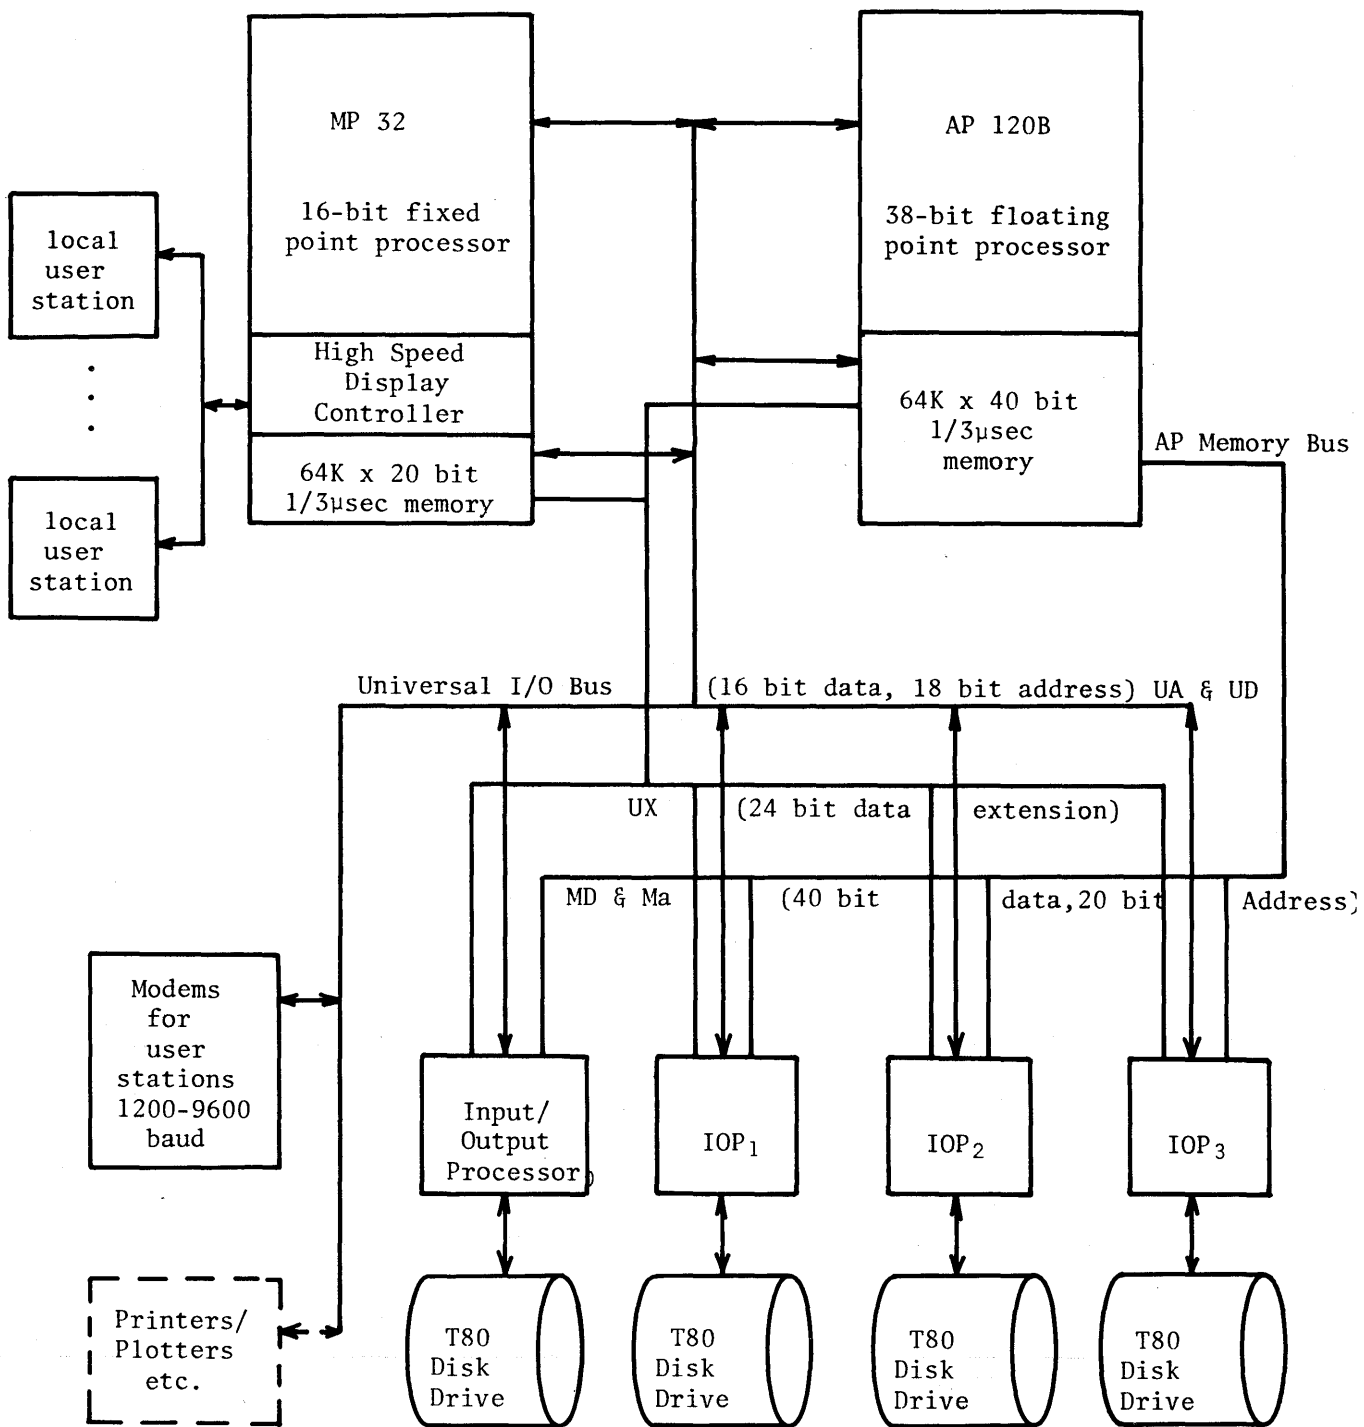 MP 32
16-bit fixed
point processor
High Speed
Display
Controller
64K x 20 bit
1/3μsec memory
AP 120B
38-bit floating
point processor
64K x 40 bit
1/3μsec
memory
AP Memory Bus
local
user
station
local
user
station
Universal I/O Bus (16 bit data, 18 bit address) UA & UD
UX (24 bit data extension)
MD & Ma (40 bit data,20 bit Address)
Modems
for
user
stations
1200-9600
baud
Input/
Output
Processor0
IOP1
IOP2
IOP3
Printers/
Plotters
etc.
T80
Disk
Drive
T80
Disk
Drive
T80
Disk
Drive
T80
Disk
Drive